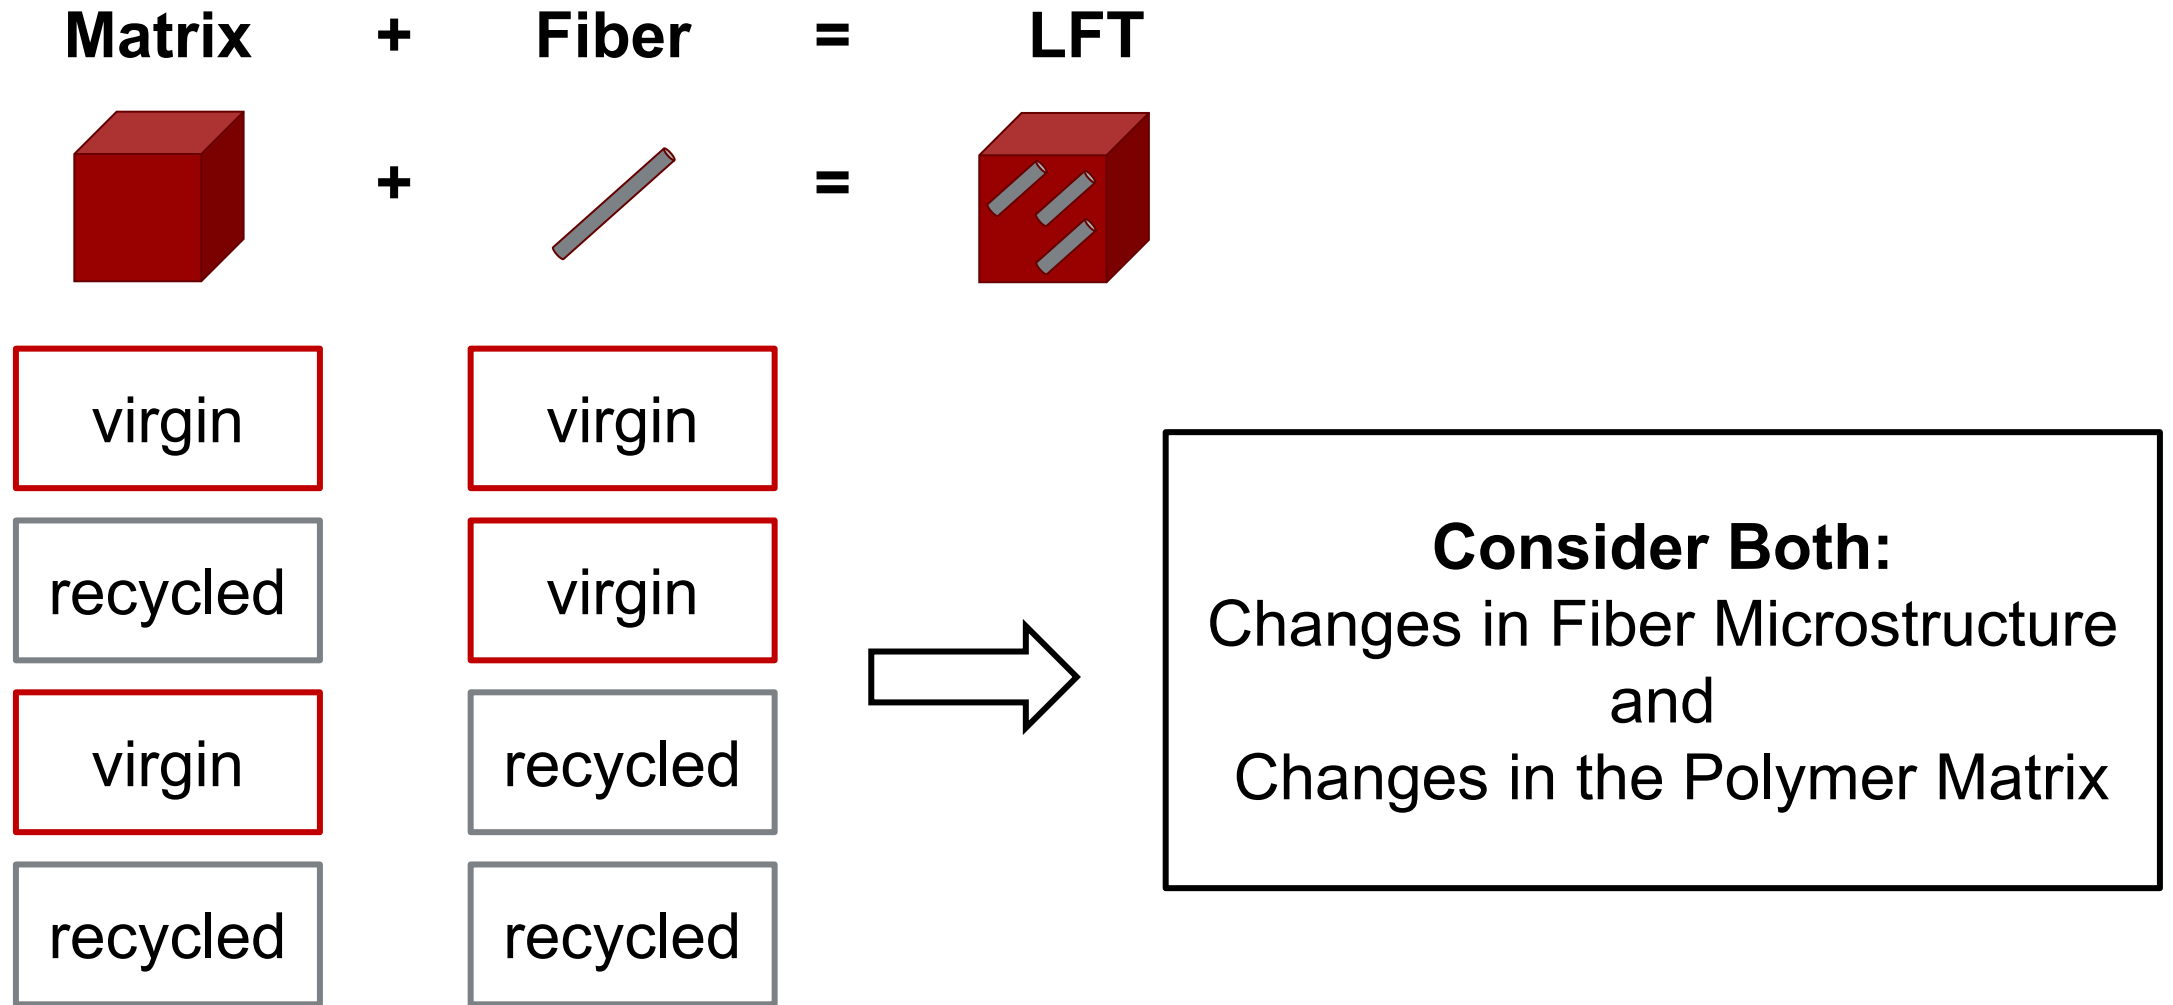 Matrix + Fiber = LFT
+ =
virgin virgin
recycled virgin
virgin recycled
recycled recycled
Consider Both:
Changes in Fiber Microstructure
and
Changes in the Polymer Matrix